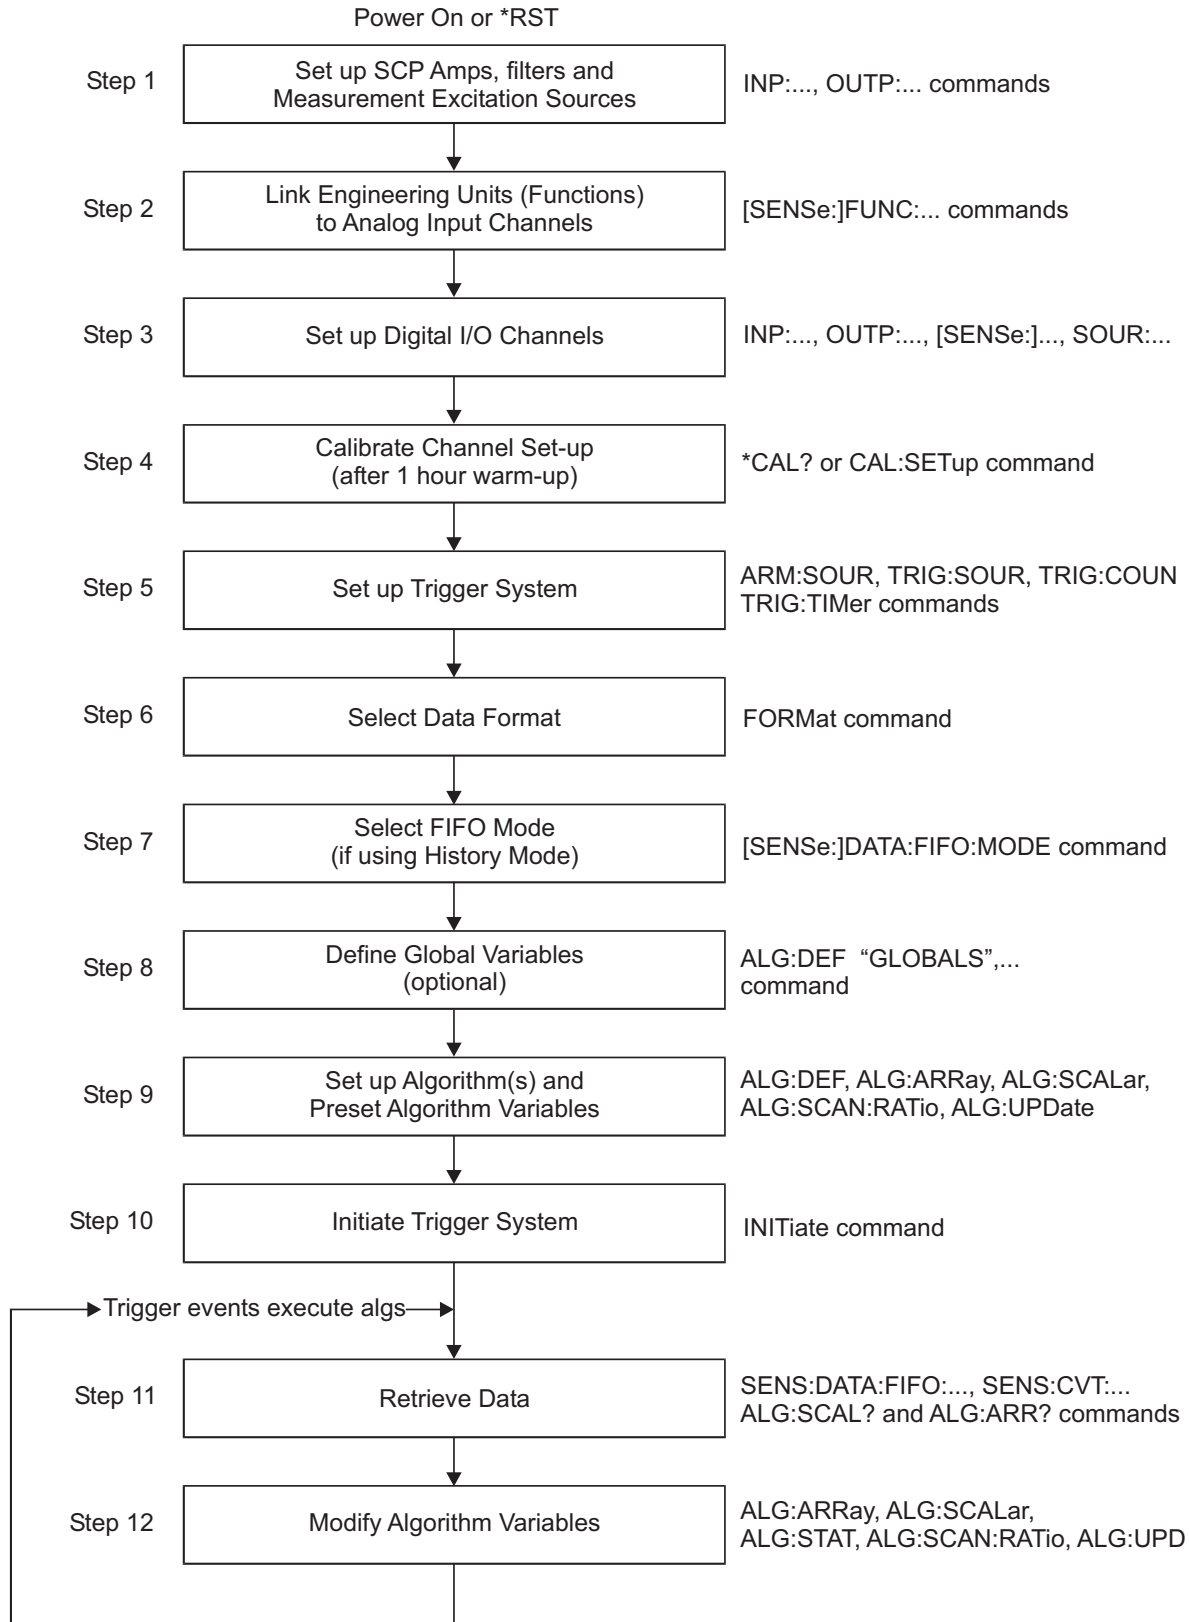 Power On or *RST
Step 1
Set up SCP Amps, filters and
Measurement Excitation Sources
INP:..., OUTP:... commands
Step 2
Link Engineering Units (Functions)
to Analog Input Channels
[SENSe:]FUNC:... commands
Step 3
Set up Digital I/O Channels
INP:..., OUTP:..., [SENSe:]..., SOUR:...
Step 4
Calibrate Channel Set-up
(after 1 hour warm-up)
*CAL? or CAL:SETup command
Step 5
Set up Trigger System
ARM:SOUR, TRIG:SOUR, TRIG:COUN
TRIG:TIMer commands
Step 6
Select Data Format
FORMat command
Step 7
Select FIFO Mode
(if using History Mode)
[SENSe:]DATA:FIFO:MODE command
Step 8
Define Global Variables
(optional)
ALG:DEF “GLOBALS”,...
command
Step 9
Set up Algorithm(s) and
Preset Algorithm Variables
ALG:DEF, ALG:ARRay, ALG:SCALar,
ALG:SCAN:RATio, ALG:UPDate
Step 10
Initiate Trigger System
INITiate command
Trigger events execute algs
Step 11
Retrieve Data
SENS:DATA:FIFO:..., SENS:CVT:...
ALG:SCAL? and ALG:ARR? commands
Step 12
Modify Algorithm Variables
ALG:ARRay, ALG:SCALar,
ALG:STAT, ALG:SCAN:RATio, ALG:UPD